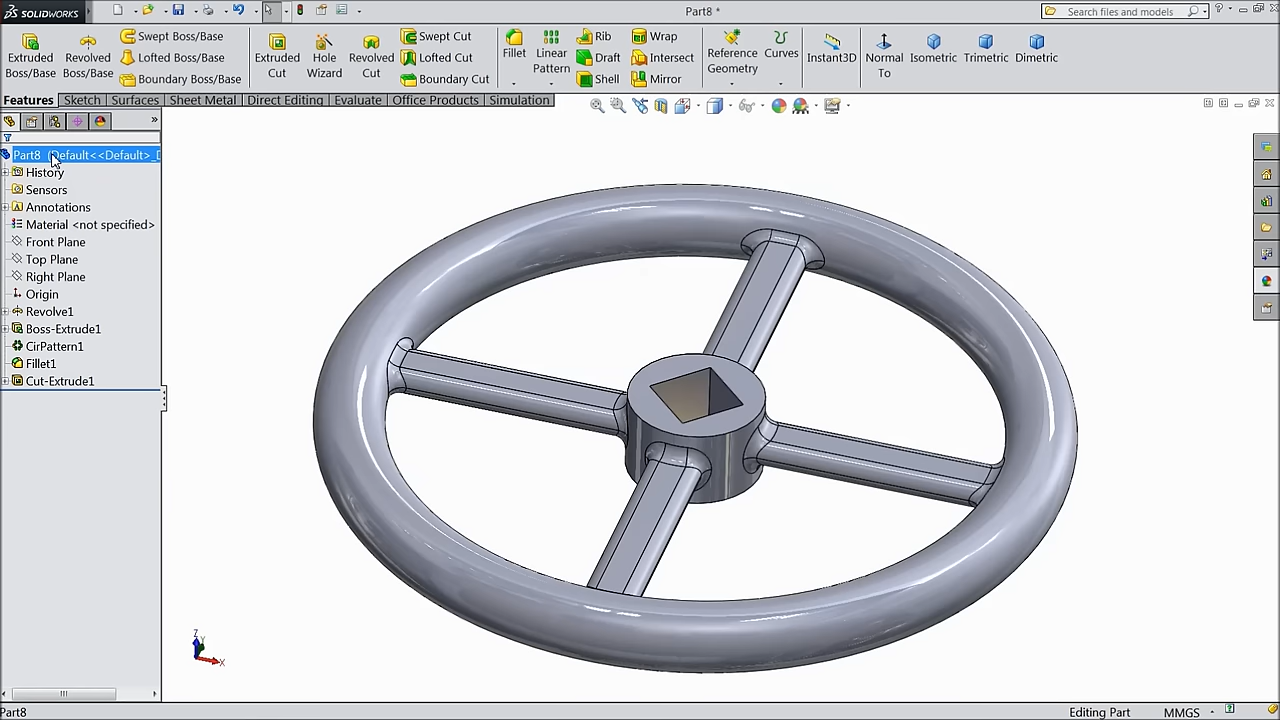 SOLIDWORKS
Part8 *
Search files and models
Extruded Boss/Base
Revolved Boss/Base
Swept Boss/Base
Lofted Boss/Base
Boundary Boss/Base
Extruded Cut
Hole Wizard
Revolved Cut
Swept Cut
Lofted Cut
Boundary Cut
Fillet
Linear Pattern
Rib
Draft
Shell
Wrap
Intersect
Mirror
Reference Geometry
Curves
Instant3D
Normal To
Isometric
Trimetric
Dimetric
Features
Sketch
Surfaces
Sheet Metal
Direct Editing
Evaluate
Office Products
Simulation
Part8 (Default<<Default>_D
History
Sensors
Annotations
Material <not specified>
Front Plane
Top Plane
Right Plane
Origin
Revolve1
Boss-Extrude1
CirPattern1
Fillet1
Cut-Extrude1
Z
Y
X
Part8
Editing Part
MMGS